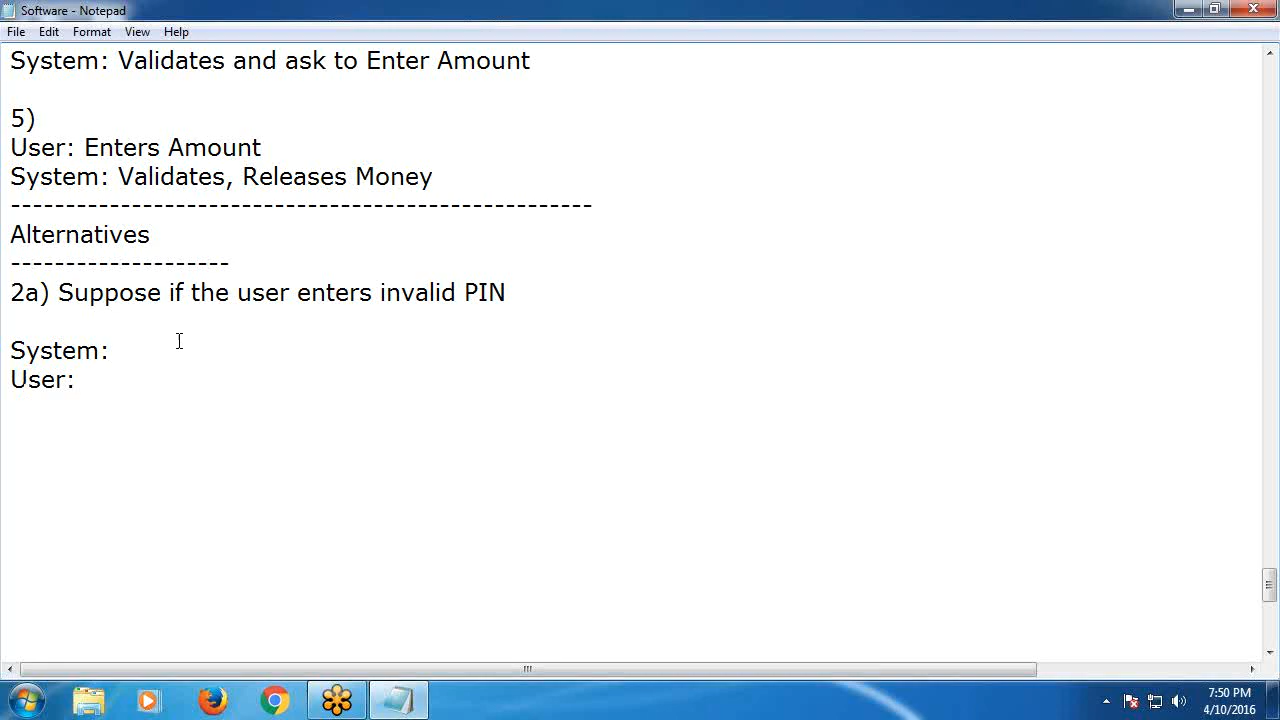 Software - Notepad
File Edit Format View Help
System: Validates and ask to Enter Amount
5)
User: Enters Amount
System: Validates, Releases Money
-----------------------------------------------------
Alternatives
--------------------
2a) Suppose if the user enters invalid PIN
System:
User:
7:50 PM
4/10/2016